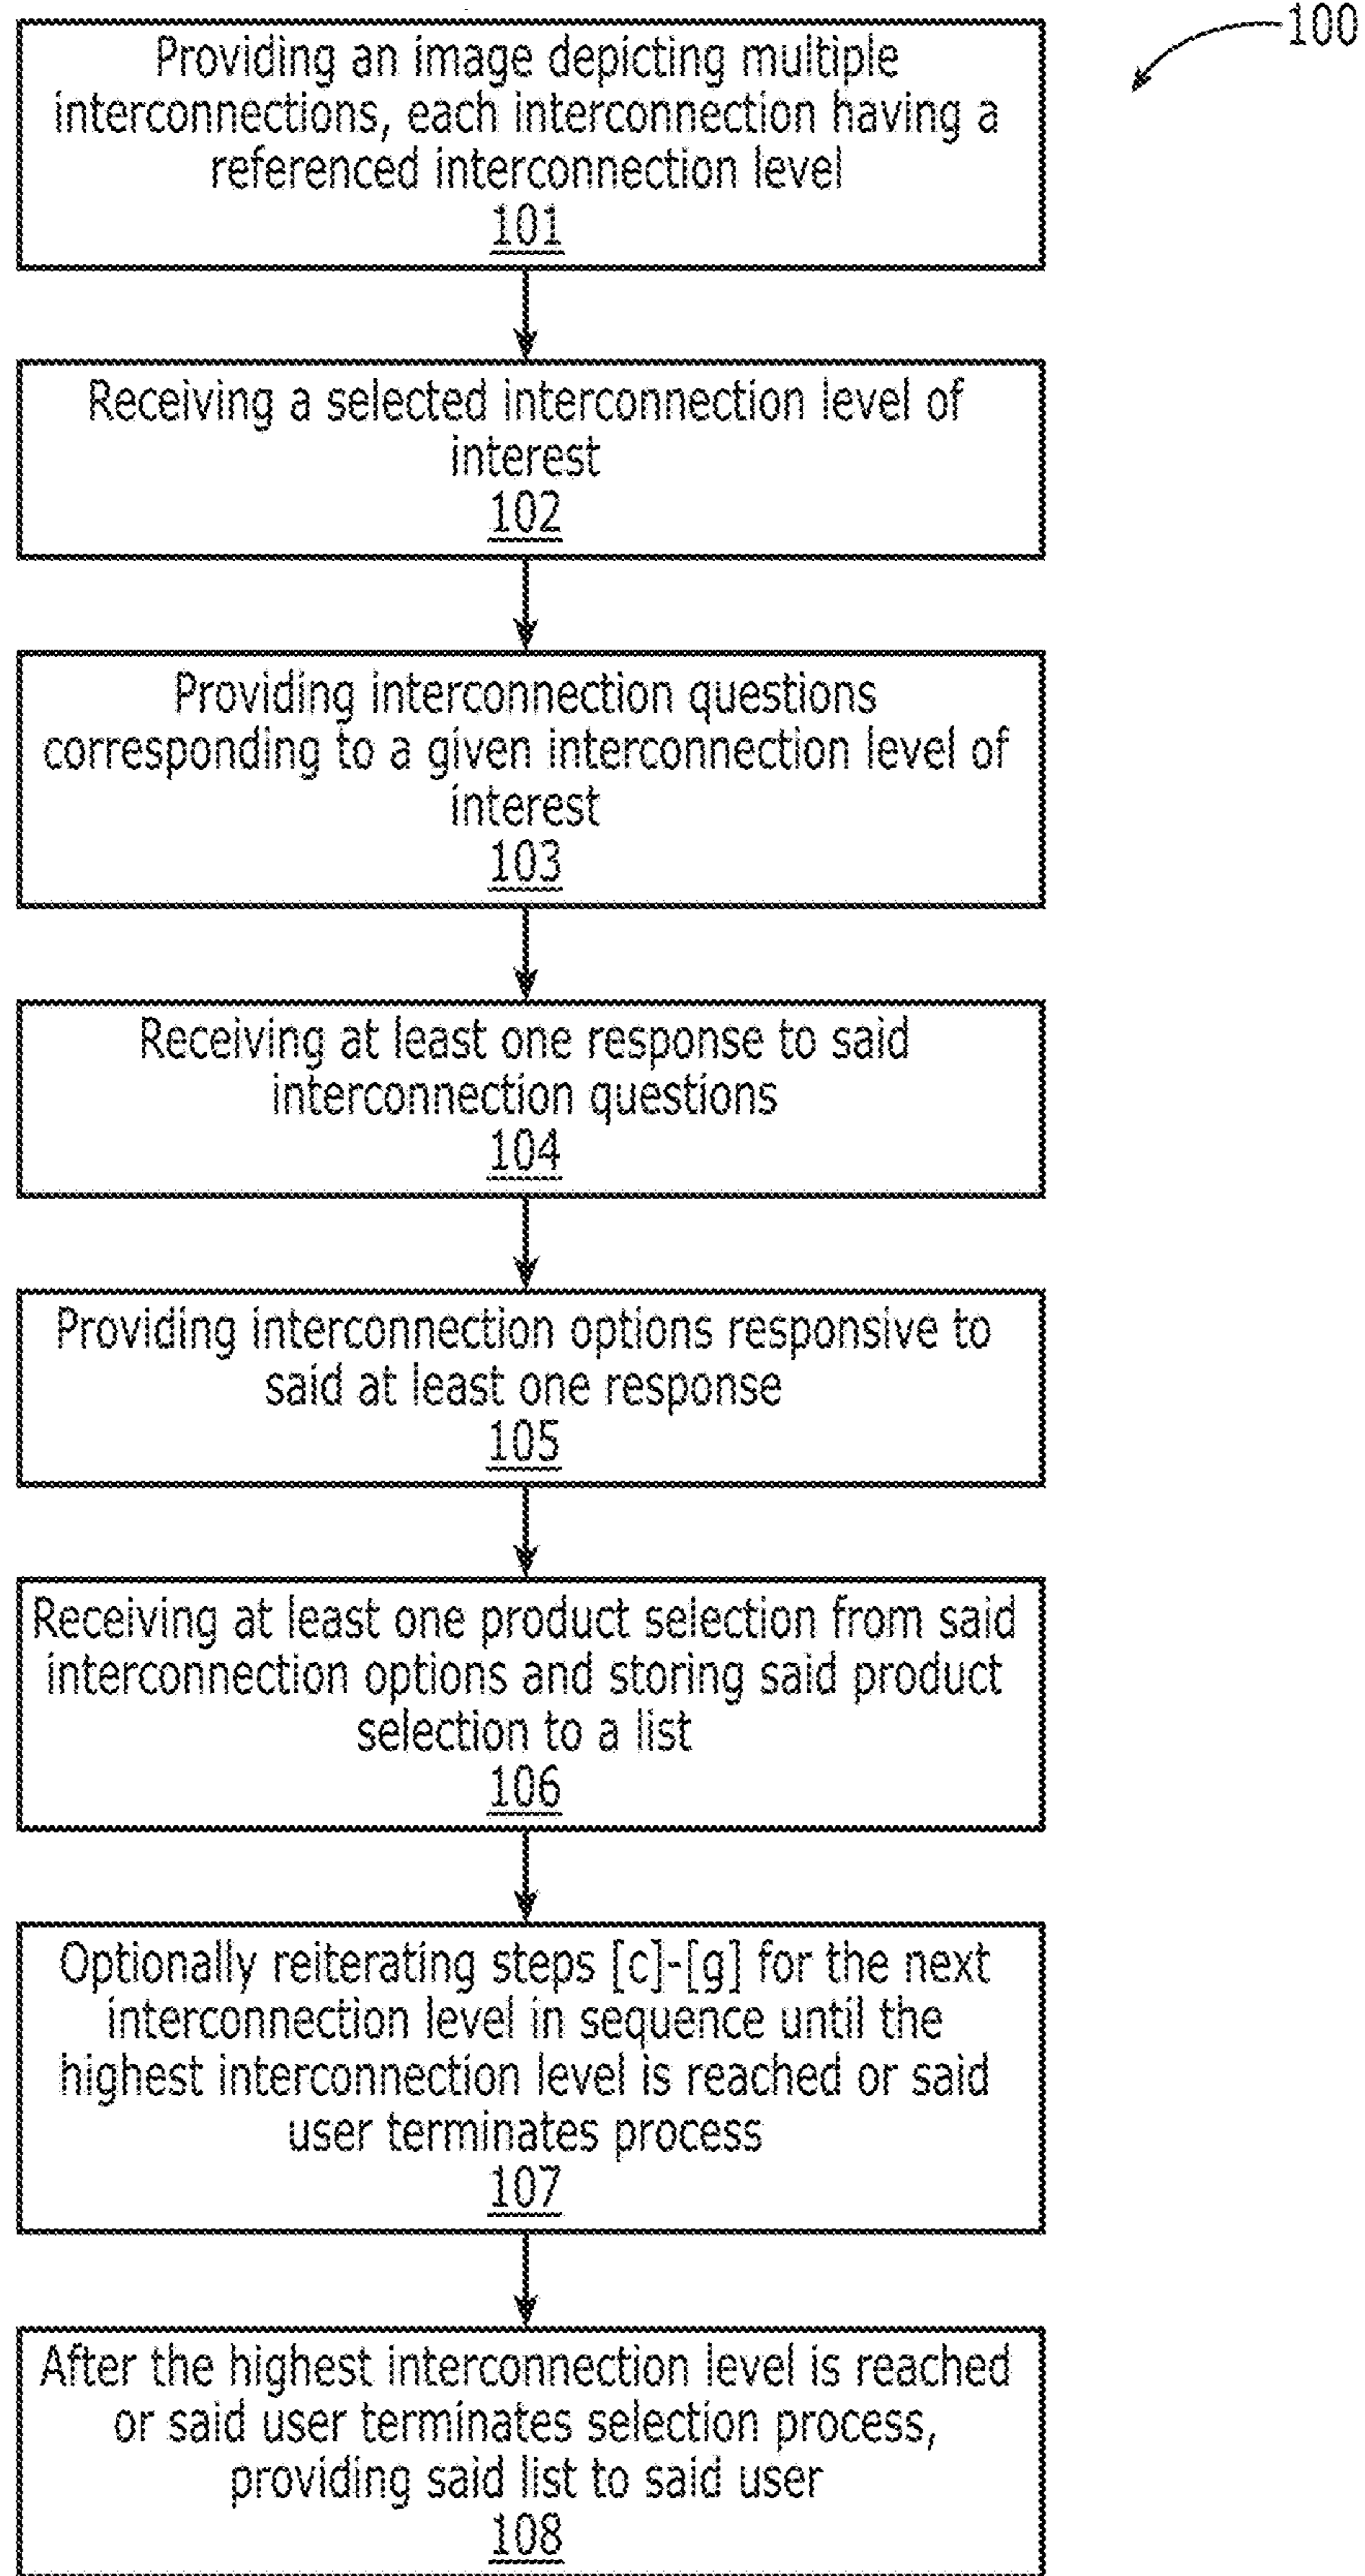 100
Providing an image depicting multiple
interconnections, each interconnection having a
referenced interconnection level
101
Receiving a selected interconnection level of
interest
102
Providing interconnection questions
corresponding to a given interconnection level of
interest
103
Receiving at least one response to said
interconnection questions
104
Providing interconnection options responsive to
said at least one response
105
Receiving at least one product selection from said
interconnection options and storing said product
selection to a list
106
Optionally reiterating steps [c]-[g] for the next
interconnection level in sequence until the
highest interconnection level is reached or said
user terminates process
107
After the highest interconnection level is reached
or said user terminates selection process,
providing said list to said user
108